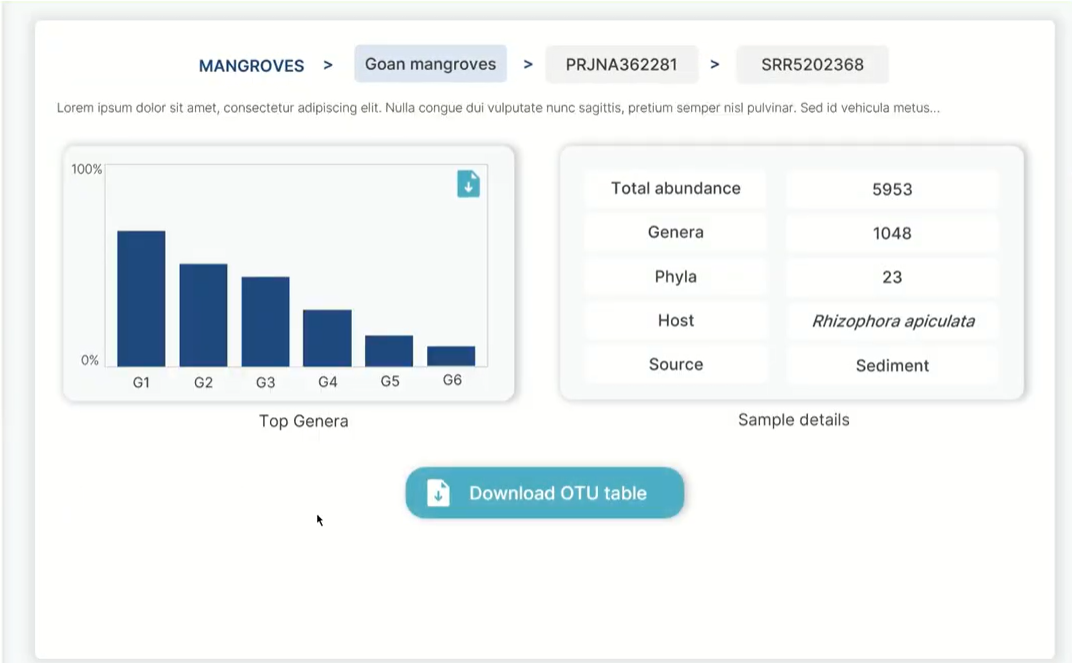 MANGROVES > Goan mangroves > PRJNA362281 > SRR5202368
Lorem ipsum dolor sit amet, consectetur adipiscing elit. Nulla congue dui vulputate nunc sagittis, pretium semper nisl pulvinar. Sed id vehicula metus...
100%
0%
G1 G2 G3 G4 G5 G6
Top Genera
Total abundance 5953
Genera 1048
Phyla 23
Host Rhizophora apiculata
Source Sediment
Sample details
Download OTU table